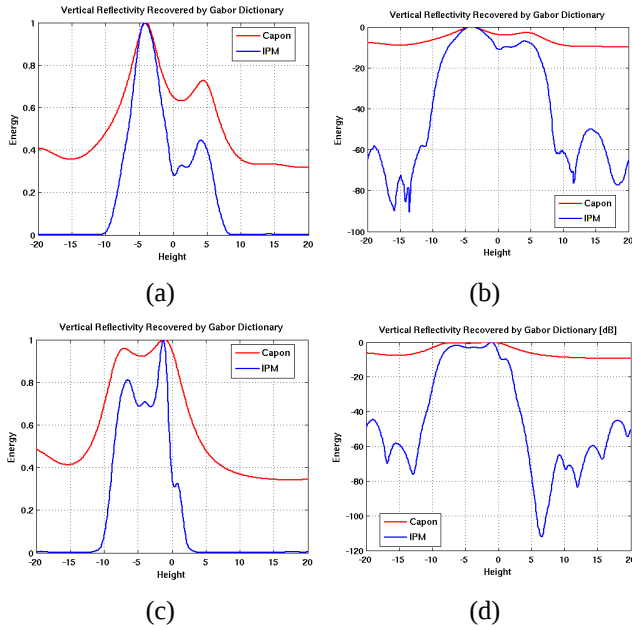 Vertical Reflectivity Recovered by Gabor Dictionary
Energy
1
0.8
0.6
0.4
0.2
0
-20 -15 -10 -5 0 5 10 15 20
Height
Capon
IPM
(a)
Vertical Reflectivity Recovered by Gabor Dictionary
Energy
0
-20
-40
-60
-80
-100
-20 -15 -10 -5 0 5 10 15 20
Height
Capon
IPM
(b)
Vertical Reflectivity Recovered by Gabor Dictionary
Energy
1
0.8
0.6
0.4
0.2
0
-20 -15 -10 -5 0 5 10 15 20
Height
Capon
IPM
(c)
Vertical Reflectivity Recovered by Gabor Dictionary [dB]
Energy
0
-20
-40
-60
-80
-100
-120
-20 -15 -10 -5 0 5 10 15 20
Height
Capon
IPM
(d)